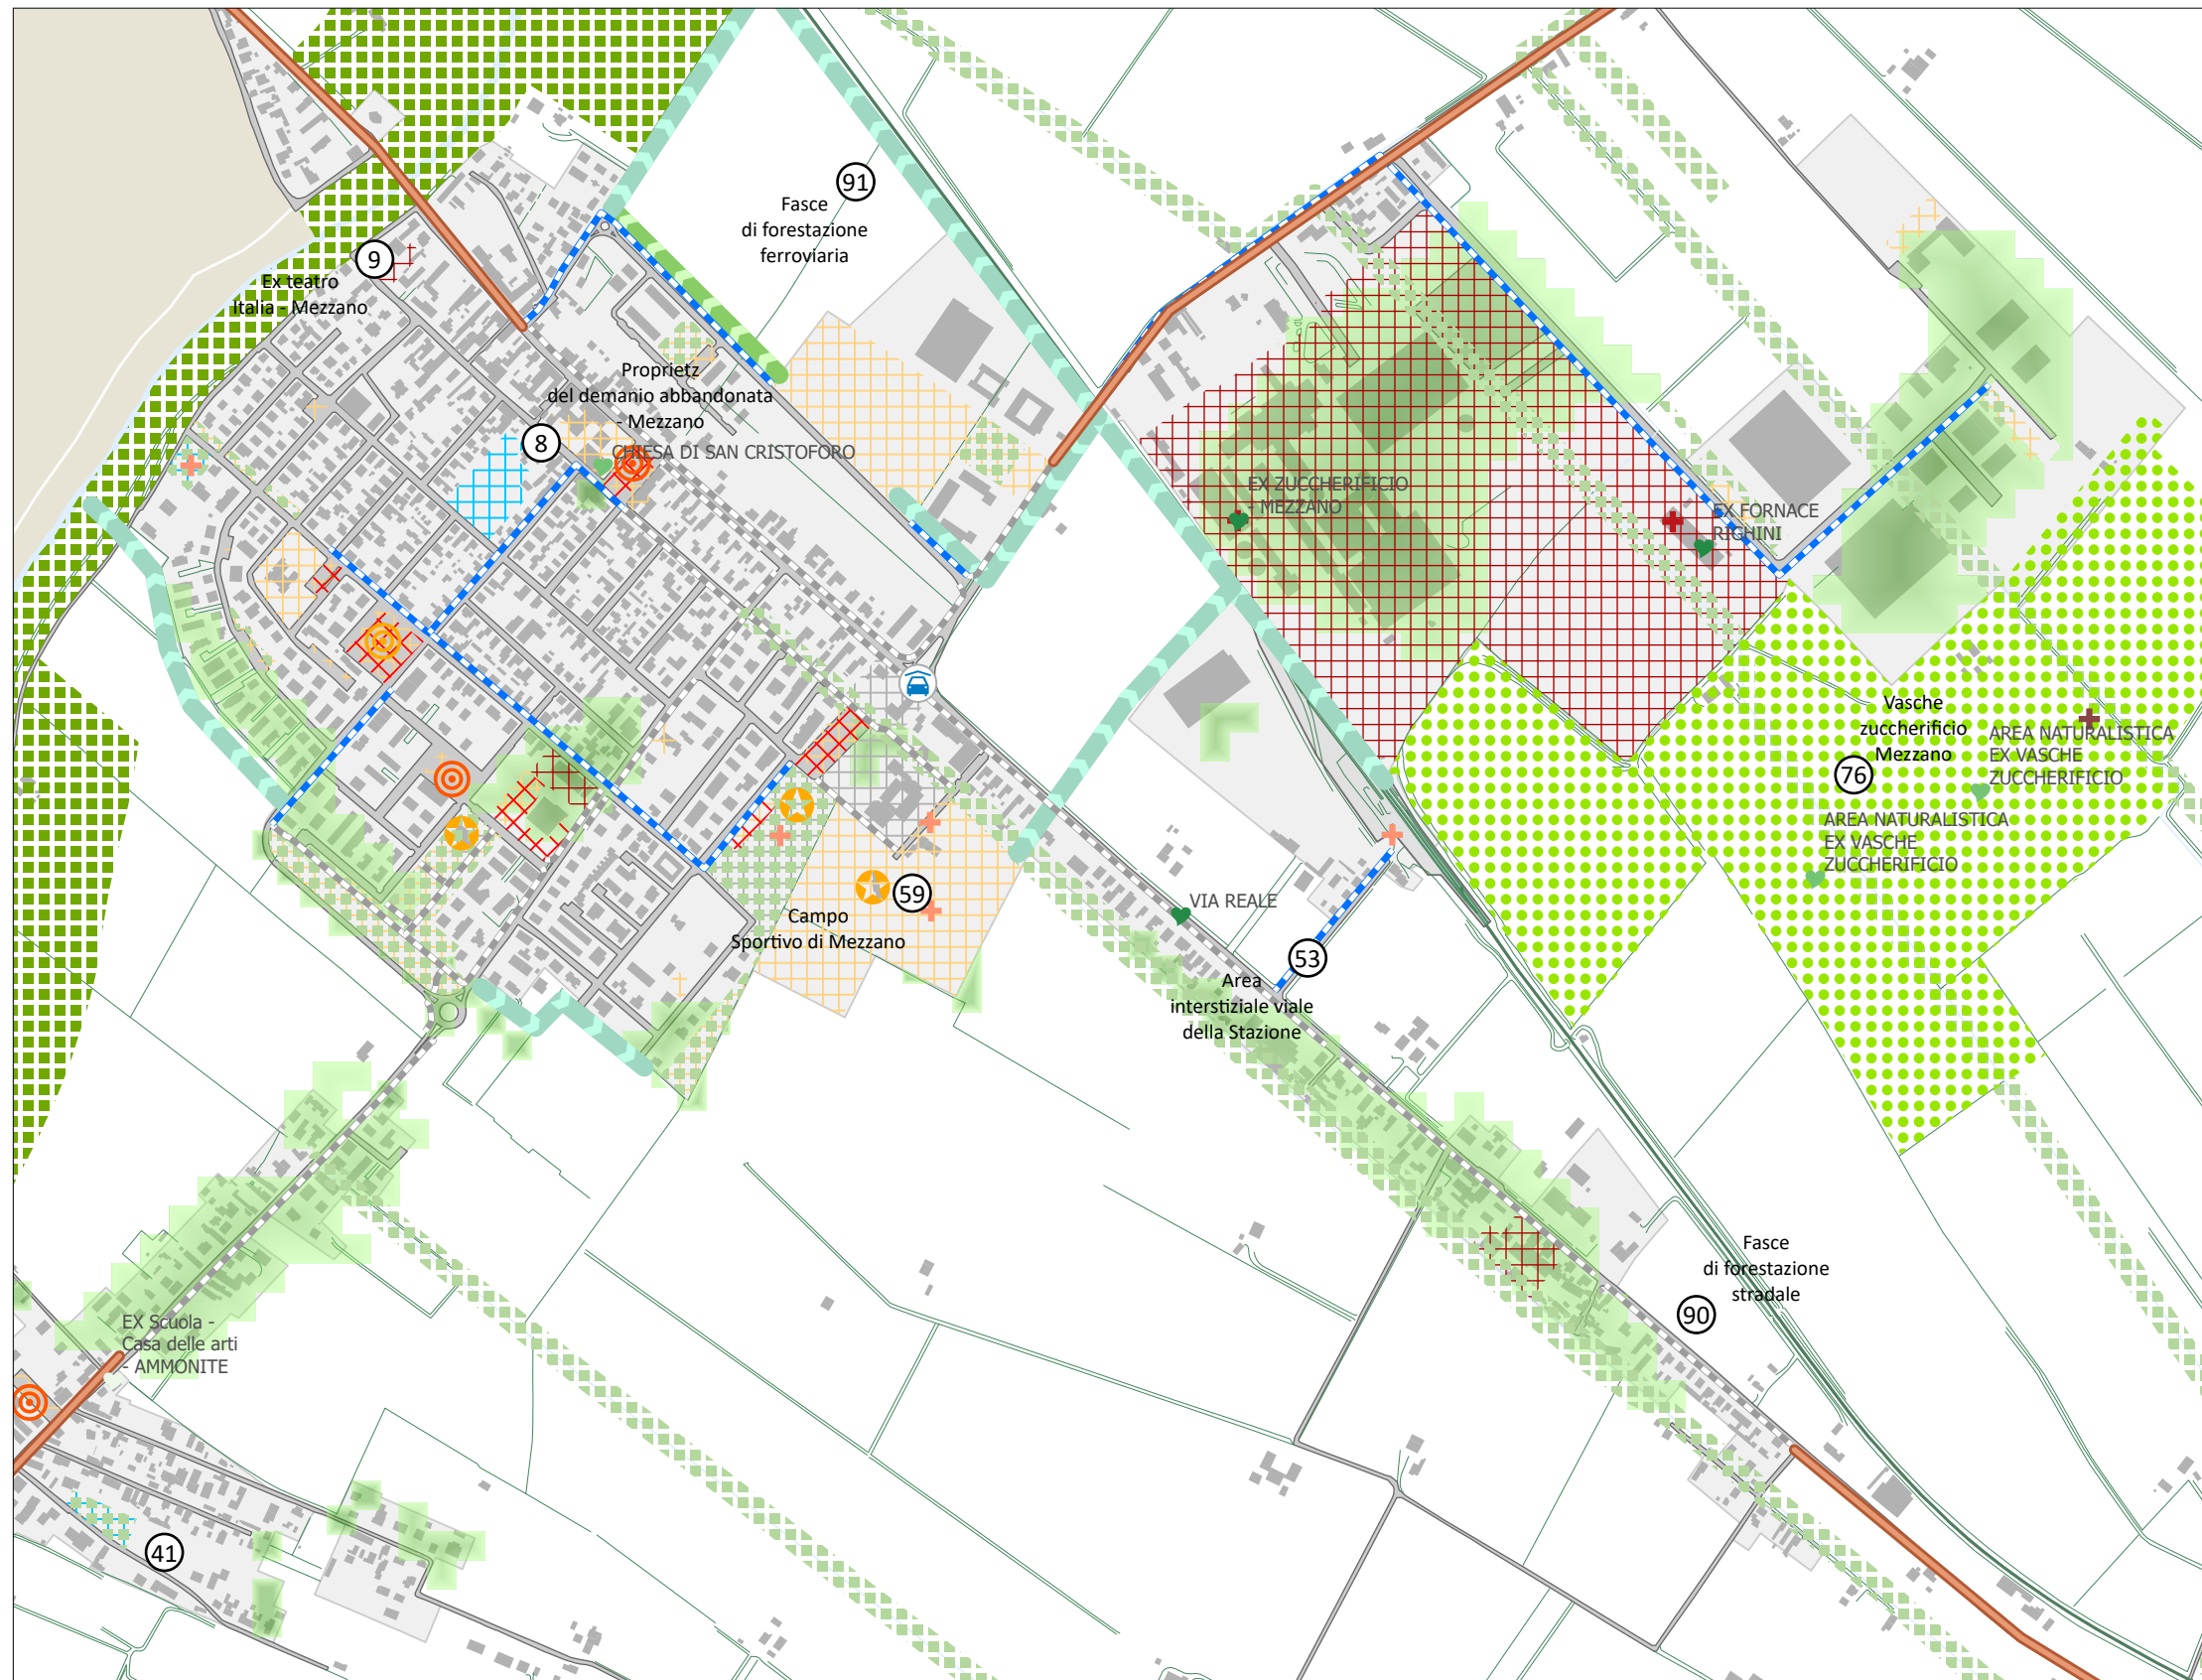 91
Fasce
di forestazione
ferroviaria
9
Ex teatro
Italia - Mezzano
Proprietz
del demanio abbandonata
- Mezzano
8
CHIESA DI SAN CRISTOFORO
EX ZUCCHERIFICIO
- MEZZANO
EX FORNACE
RIGHINI
Vasche
zuccherificio
Mezzano
76
AREA NATURALISTICA
EX VASCHE
ZUCCHERIFICIO
AREA NATURALISTICA
EX VASCHE
ZUCCHERIFICIO
59
Campo
Sportivo di Mezzano
VIA REALE
53
Area
interstiziale viale
della Stazione
Fasce
di forestazione
stradale
90
EX Scuola -
Casa delle arti
- AMMONITE
41